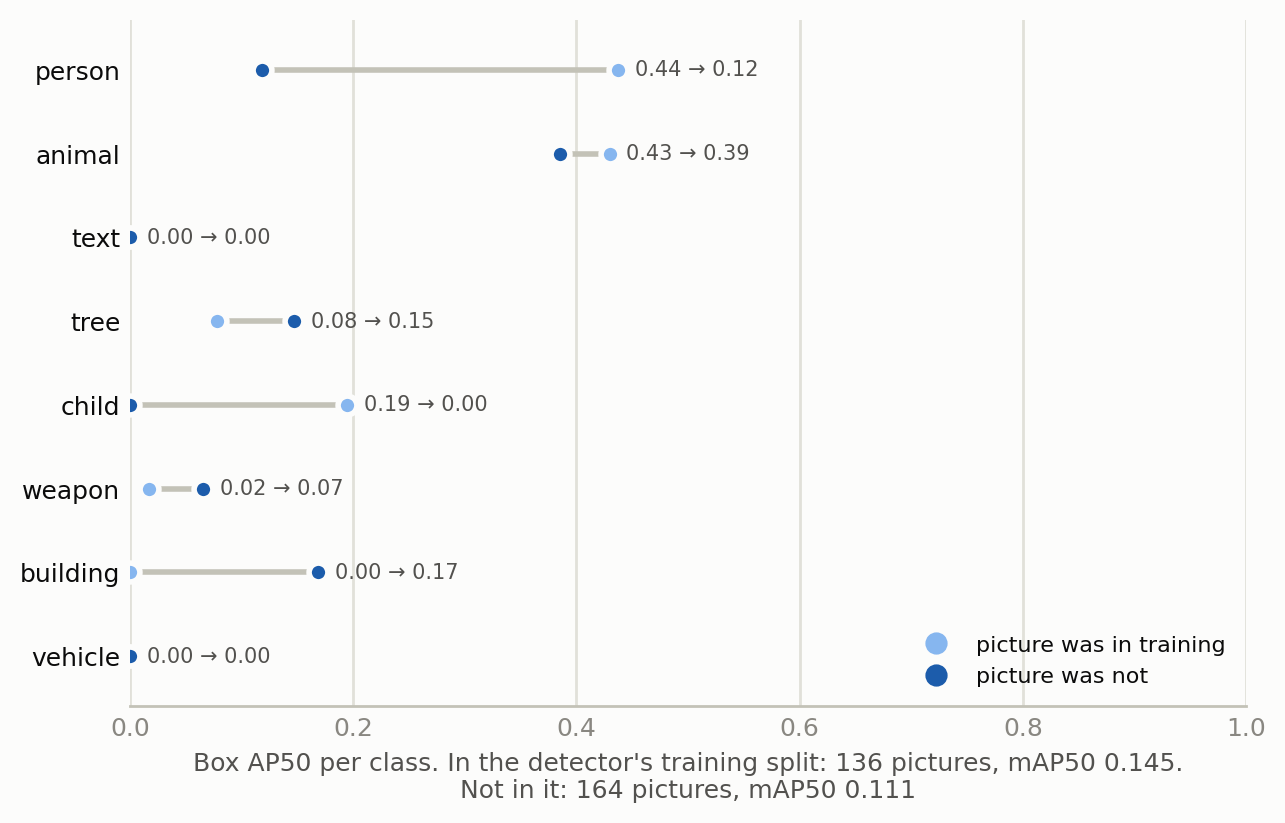 person
0.44 → 0.12
animal
0.43 → 0.39
text
0.00 → 0.00
tree
0.08 → 0.15
child
0.19 → 0.00
weapon
0.02 → 0.07
building
0.00 → 0.17
vehicle
0.00 → 0.00
picture was in training
picture was not
0.0 0.2 0.4 0.6 0.8 1.0
Box AP50 per class. In the detector's training split: 136 pictures, mAP50 0.145.
Not in it: 164 pictures, mAP50 0.111